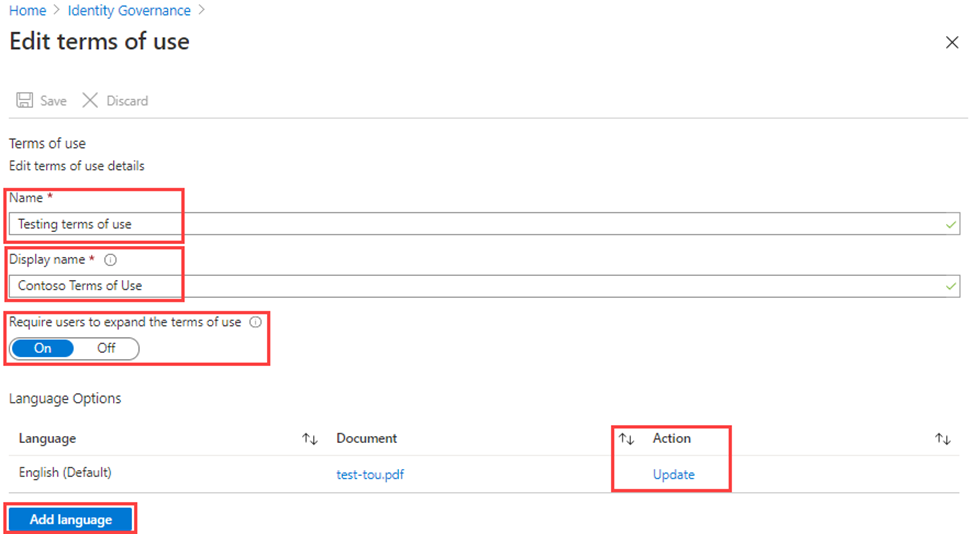 Home > Identity Governance >
Edit terms of use
Save Discard
Terms of use
Edit terms of use details
Name *
Testing terms of use
Display name *
Contoso Terms of Use
Require users to expand the terms of use
On Off
Language Options
Language Document Action
English (Default) test-tou.pdf Update
Add language